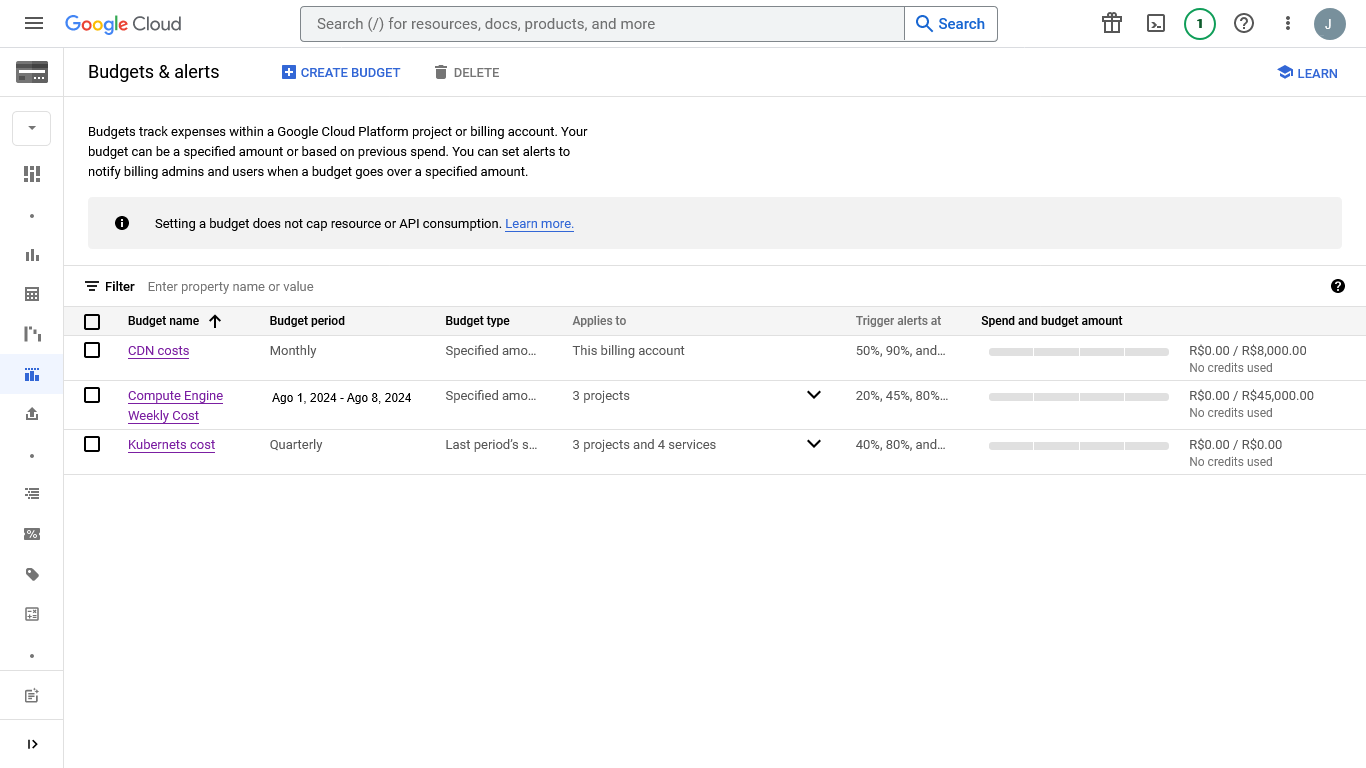 Google Cloud
Search (/) for resources, docs, products, and more
Search
1
J
Budgets & alerts
CREATE BUDGET
DELETE
LEARN
Budgets track expenses within a Google Cloud Platform project or billing account. Your
budget can be a specified amount or based on previous spend. You can set alerts to
notify billing admins and users when a budget goes over a specified amount.
Setting a budget does not cap resource or API consumption. Learn more.
Filter Enter property name or value
Budget name Budget period Budget type Applies to Trigger alerts at Spend and budget amount
CDN costs Monthly Specified amo... This billing account 50%, 90%, and... R$0.00 / R$8,000.00
No credits used
Compute Engine Ago 1, 2024 - Ago 8, 2024 Specified amo... 3 projects 20%, 45%, 80%... R$0.00 / R$45,000.00
Weekly Cost No credits used
Kubernets cost Quarterly Last period's s... 3 projects and 4 services 40%, 80%, and... R$0.00 / R$0.00
No credits used